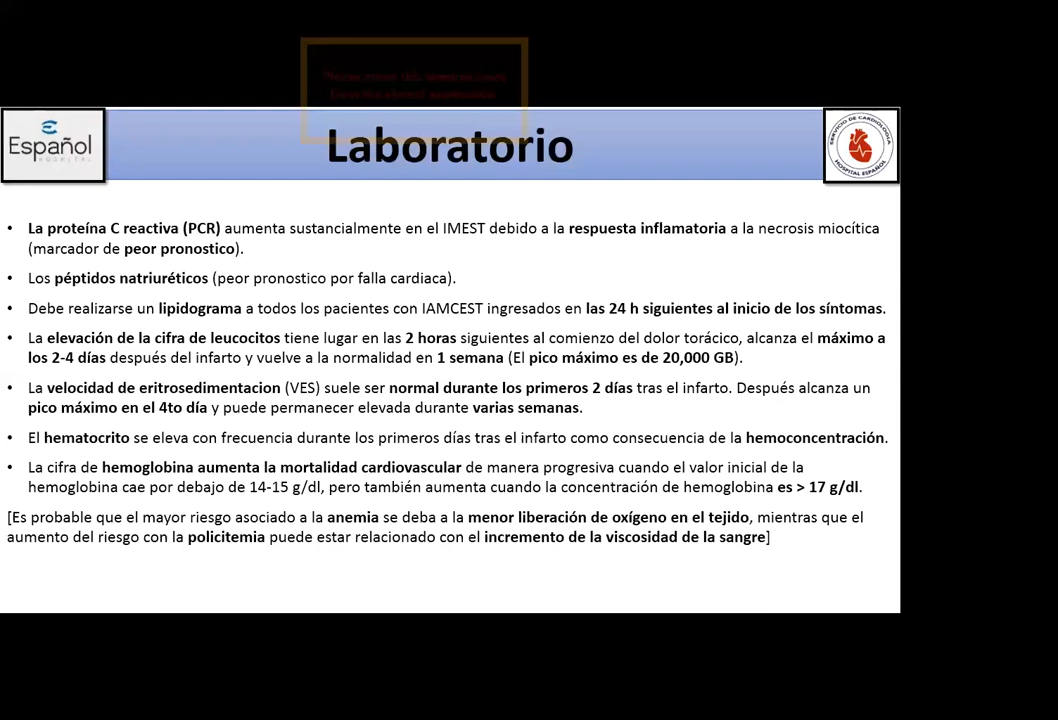 Español
HOSPITAL
Laboratorio
SERVICIO DE CARDIOLOGIA
HOSPITAL ESPAÑOL
• La proteína C reactiva (PCR) aumenta sustancialmente en el IMEST debido a la respuesta inflamatoria a la necrosis miocítica
(marcador de peor pronostico).
• Los péptidos natriuréticos (peor pronostico por falla cardiaca).
• Debe realizarse un lipidograma a todos los pacientes con IAMCEST ingresados en las 24 h siguientes al inicio de los síntomas.
• La elevación de la cifra de leucocitos tiene lugar en las 2 horas siguientes al comienzo del dolor torácico, alcanza el máximo a
los 2-4 días después del infarto y vuelve a la normalidad en 1 semana (El pico máximo es de 20,000 GB).
• La velocidad de eritrosedimentacion (VES) suele ser normal durante los primeros 2 días tras el infarto. Después alcanza un
pico máximo en el 4to día y puede permanecer elevada durante varias semanas.
• El hematocrito se eleva con frecuencia durante los primeros días tras el infarto como consecuencia de la hemoconcentración.
• La cifra de hemoglobina aumenta la mortalidad cardiovascular de manera progresiva cuando el valor inicial de la
hemoglobina cae por debajo de 14-15 g/dl, pero también aumenta cuando la concentración de hemoglobina es > 17 g/dl.
[Es probable que el mayor riesgo asociado a la anemia se deba a la menor liberación de oxígeno en el tejido, mientras que el
aumento del riesgo con la policitemia puede estar relacionado con el incremento de la viscosidad de la sangre]